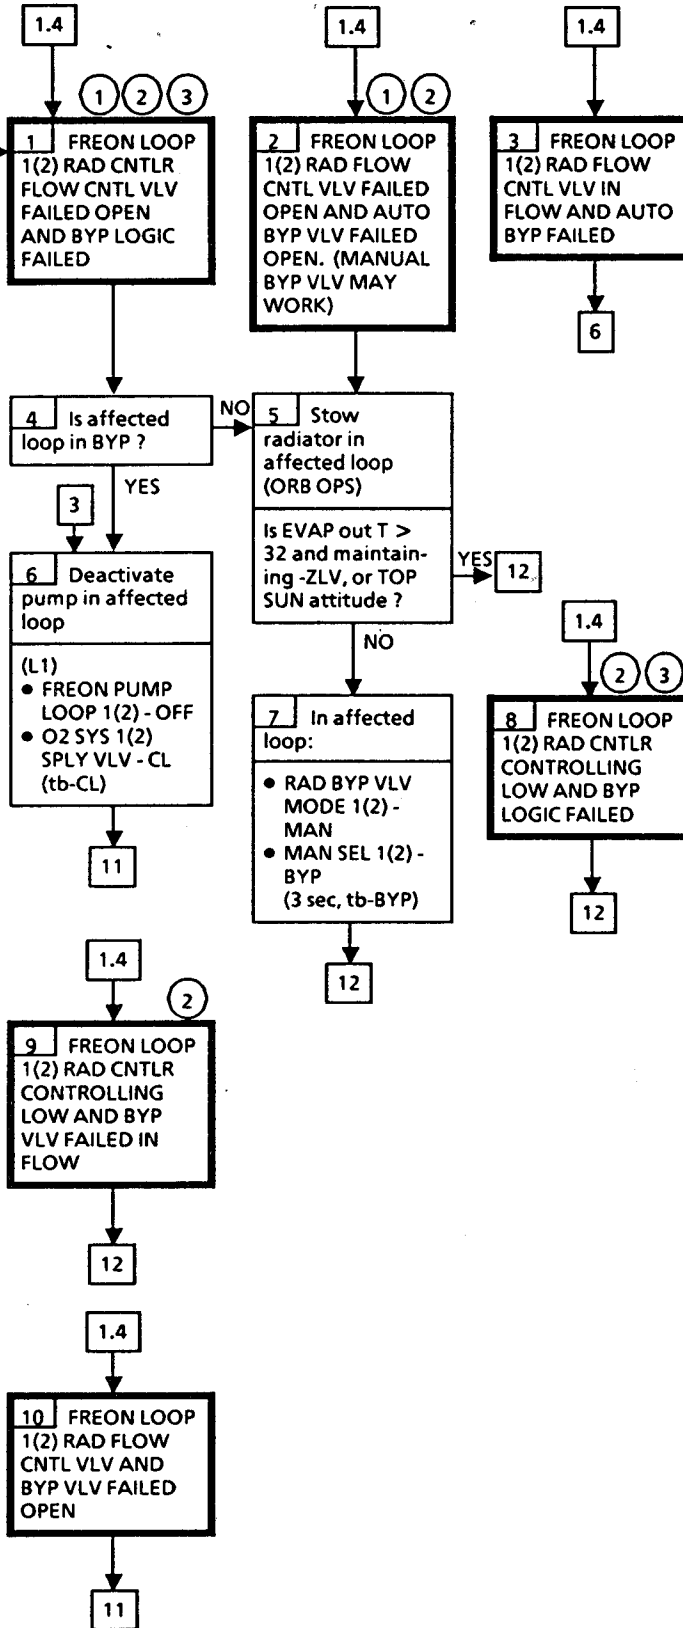 1.4
1 2 3
1 FREON LOOP
1(2) RAD CNTLR
FLOW CNTL VLV
FAILED OPEN
AND BYP LOGIC
FAILED
1.4
1 2
2 FREON LOOP
1(2) RAD FLOW
CNTL VLV FAILED
OPEN AND AUTO
BYP VLV FAILED
OPEN. (MANUAL
BYP VLV MAY
WORK)
1.4
3 FREON LOOP
1(2) RAD FLOW
CNTL VLV IN
FLOW AND AUTO
BYP FAILED
6
4 Is affected
loop in BYP ?
NO
YES
5 Stow
radiator in
affected loop
(ORB OPS)
Is EVAP out T >
32 and maintain-
ing -ZLV, or TOP
SUN attitude ?
YES
12
NO
3
6 Deactivate
pump in affected
loop
(L1)
• FREON PUMP
LOOP 1(2) - OFF
• O2 SYS 1(2)
SPLY VLV - CL
(tb-CL)
11
7 In affected
loop:
• RAD BYP VLV
MODE 1(2) -
MAN
• MAN SEL 1(2) -
BYP
(3 sec, tb-BYP)
12
1.4
2 3
8 FREON LOOP
1(2) RAD CNTLR
CONTROLLING
LOW AND BYP
LOGIC FAILED
12
1.4
2
9 FREON LOOP
1(2) RAD CNTLR
CONTROLLING
LOW AND BYP
VLV FAILED IN
FLOW
12
1.4
10 FREON LOOP
1(2) RAD FLOW
CNTL VLV AND
BYP VLV FAILED
OPEN
11